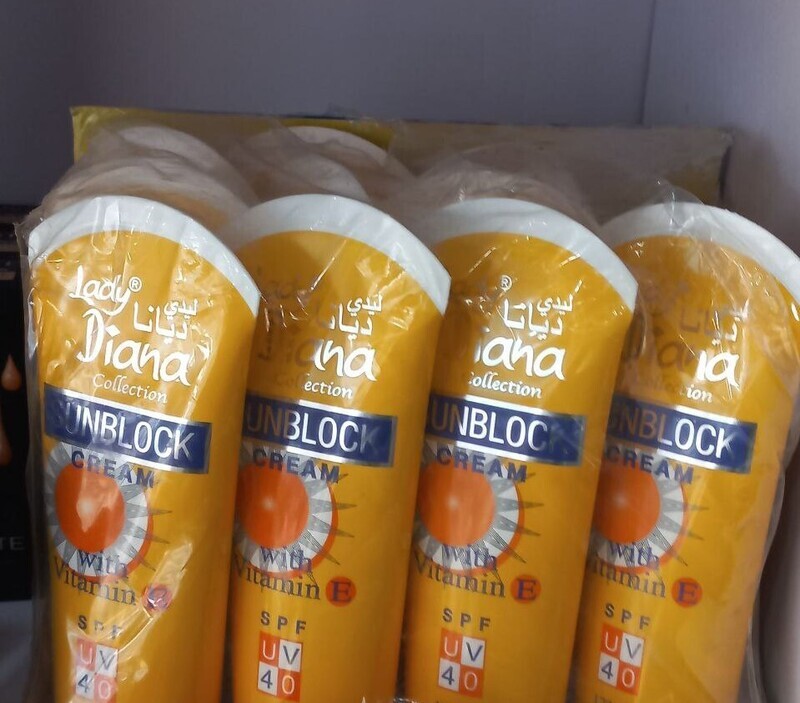 Lady®
ليدي
ديانا
Diana
Collection
SUNBLOCK
CREAM
with
Vitamin E
SPF
UV
40
Lady
ليدي
ديانا
Diana
Collection
SUNBLOCK
CREAM
with
Vitamin E
SPF
UV
40
Lady®
ليدي
ديانا
Diana
Collection
SUNBLOCK
CREAM
with
Vitamin E
SPF
UV
40
Lady
ليدي
ديانا
Diana
Collection
SUNBLOCK
CREAM
with
Vitamin E
SPF
UV
40